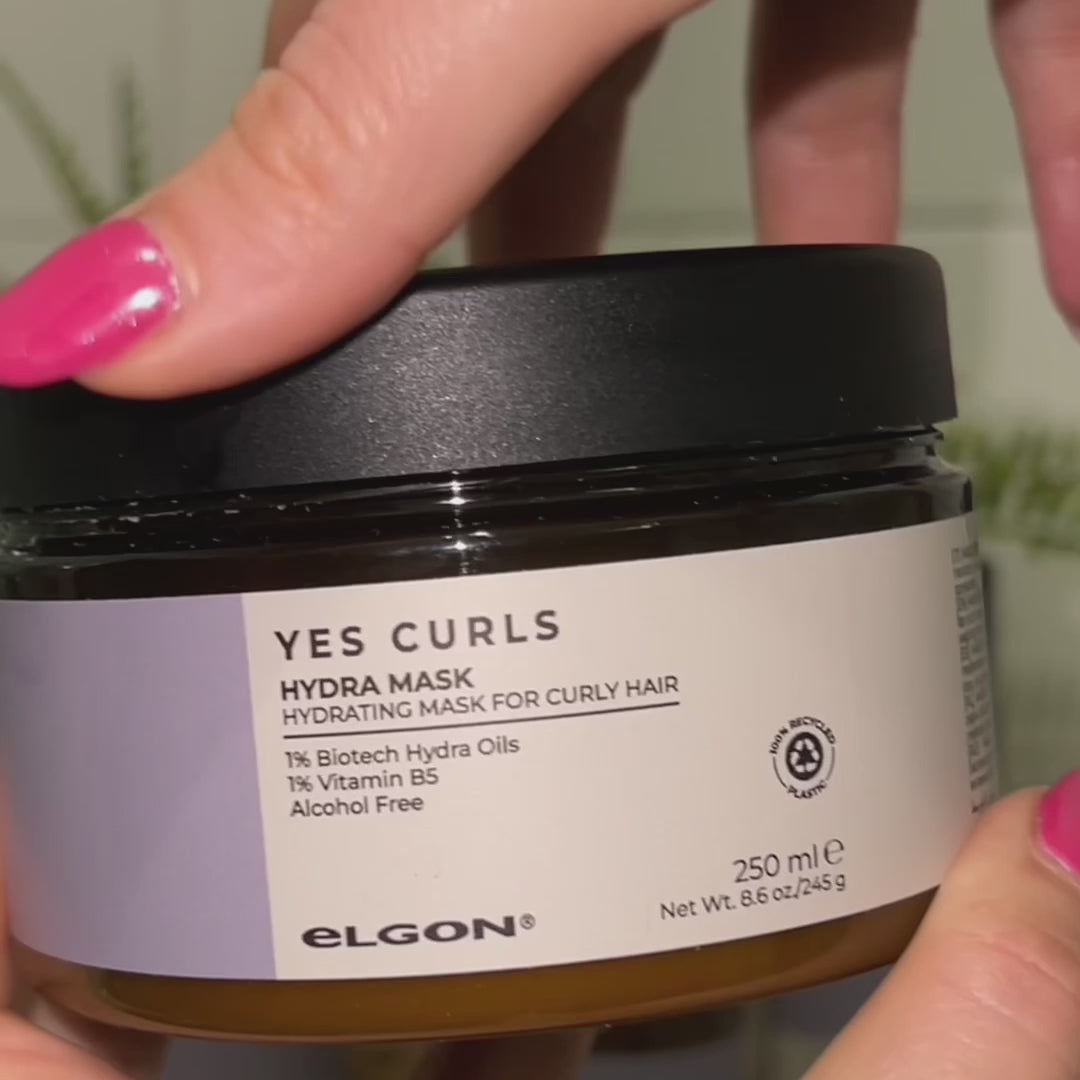 YES CURLS
HYDRA MASK
HYDRATING MASK FOR CURLY HAIR
1% Biotech Hydra Oils
1% Vitamin B5
Alcohol Free
100% RECYCLED
PLASTIC
250 ml ℮
Net Wt. 8.6 oz/245 g
eLGON®